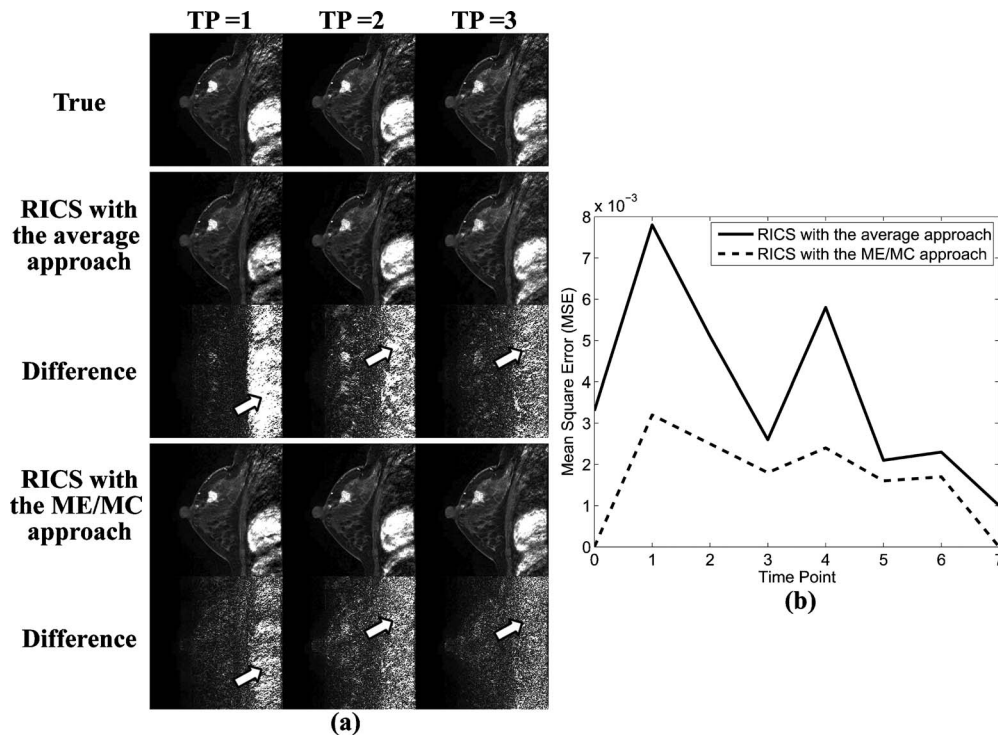 TP =1 TP =2 TP =3
True
RICS with
the average
approach
Difference
RICS with
the ME/MC
approach
Difference
(a)
× 10⁻³
8
7
6
5
4
3
2
1
0
Mean Square Error (MSE)
RICS with the average approach
RICS with the ME/MC approach
0 1 2 3 4 5 6 7
Time Point
(b)